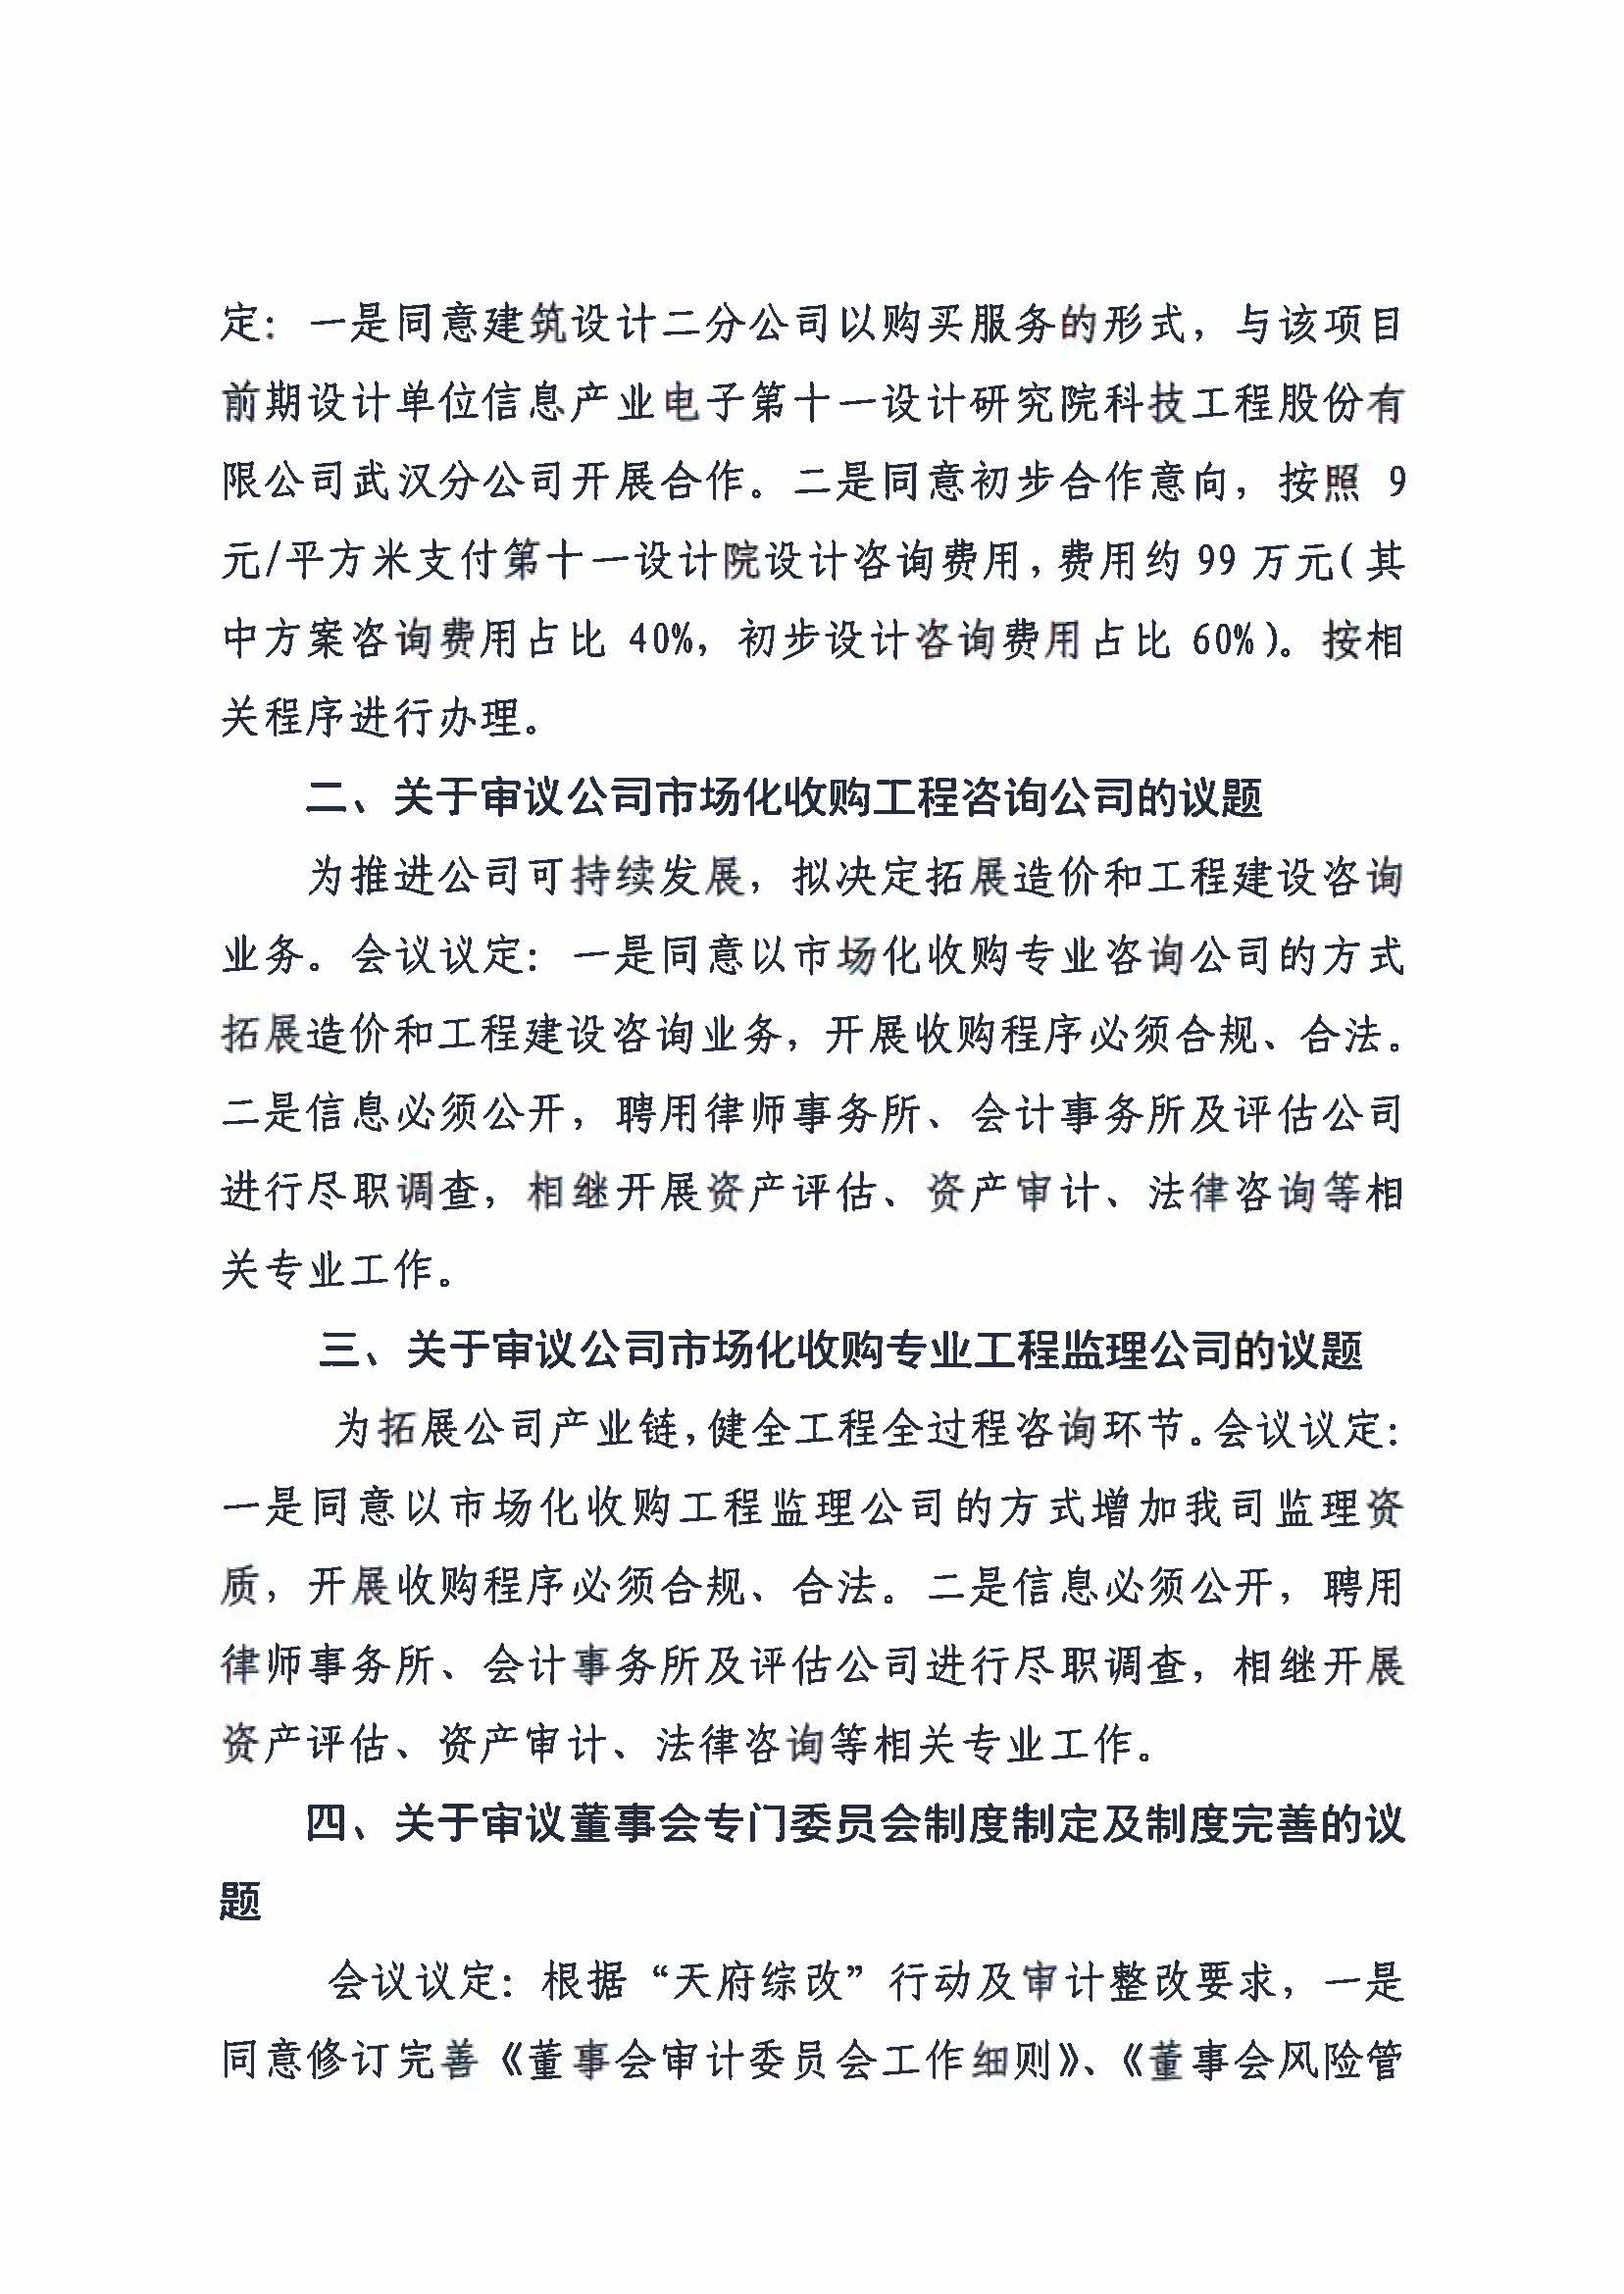 定：一是同意建筑设计二分公司以购买服务的形式，与该项目
前期设计单位信息产业电子第十一设计研究院科技工程股份有
限公司武汉分公司开展合作。二是同意初步合作意向，按照 9
元/平方米支付第十一设计院设计咨询费用，费用约 99 万元（其
中方案咨询费用占比 40%，初步设计咨询费用占比 60%）。按相
关程序进行办理。
二、关于审议公司市场化收购工程咨询公司的议题
为推进公司可持续发展，拟决定拓展造价和工程建设咨询
业务。会议议定：一是同意以市场化收购专业咨询公司的方式
拓展造价和工程建设咨询业务，开展收购程序必须合规、合法。
二是信息必须公开，聘用律师事务所、会计事务所及评估公司
进行尽职调查，相继开展资产评估、资产审计、法律咨询等相
关专业工作。
三、关于审议公司市场化收购专业工程监理公司的议题
为拓展公司产业链，健全工程全过程咨询环节。会议议定：
一是同意以市场化收购工程监理公司的方式增加我司监理资
质，开展收购程序必须合规、合法。二是信息必须公开，聘用
律师事务所、会计事务所及评估公司进行尽职调查，相继开展
资产评估、资产审计、法律咨询等相关专业工作。
四、关于审议董事会专门委员会制度制定及制度完善的议
题
会议议定：根据“天府综改”行动及审计整改要求，一是
同意修订完善《董事会审计委员会工作细则》、《董事会风险管